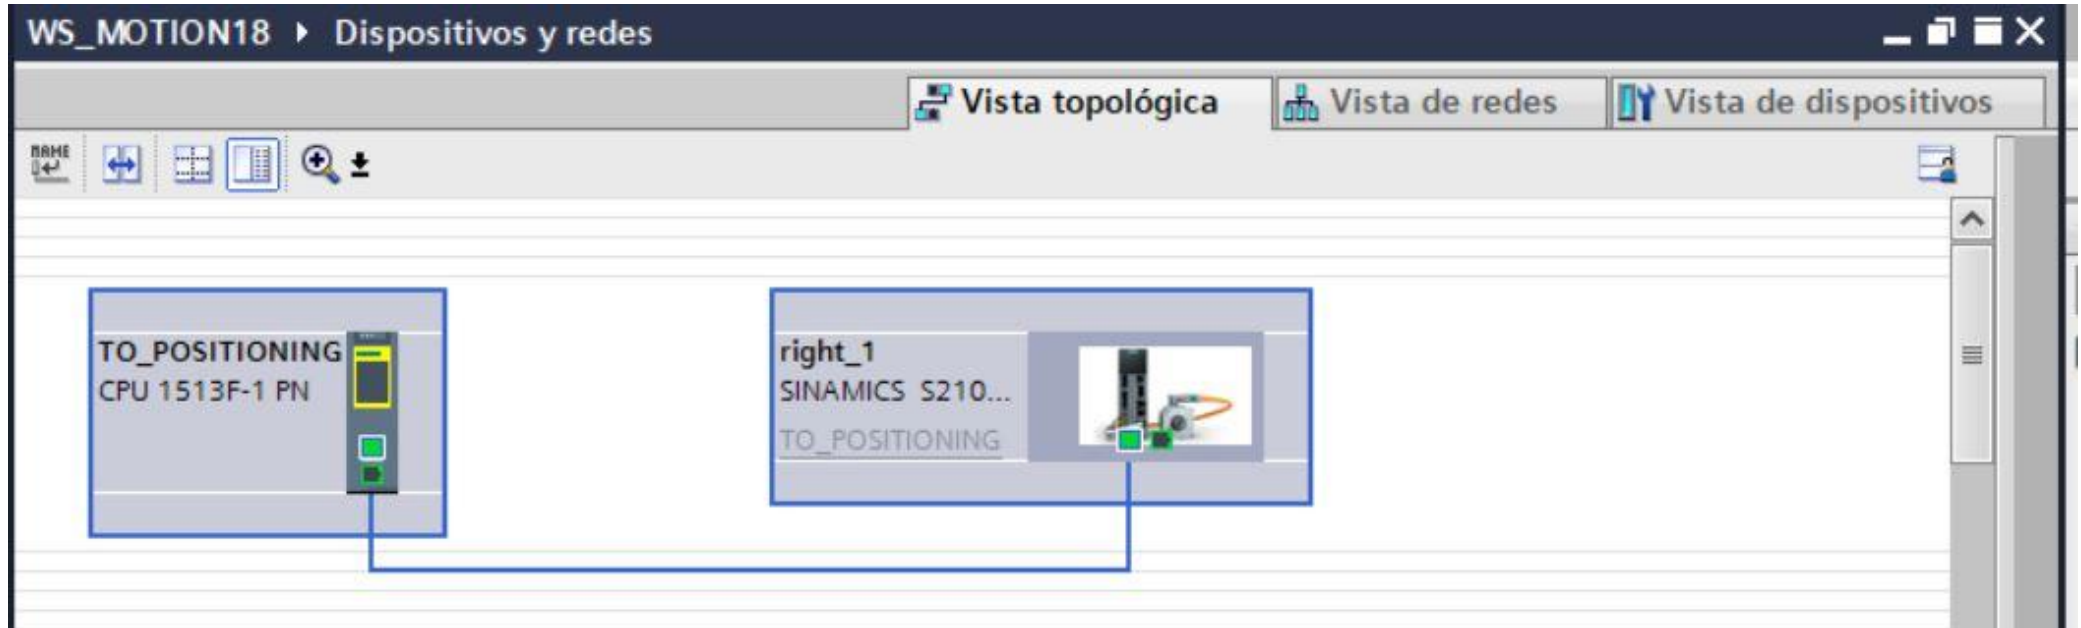 WS_MOTION18 ▸ Dispositivos y redes
Vista topológica
Vista de redes
Vista de dispositivos
NAME
TO_POSITIONING
CPU 1513F-1 PN
right_1
SINAMICS S210...
TO_POSITIONING